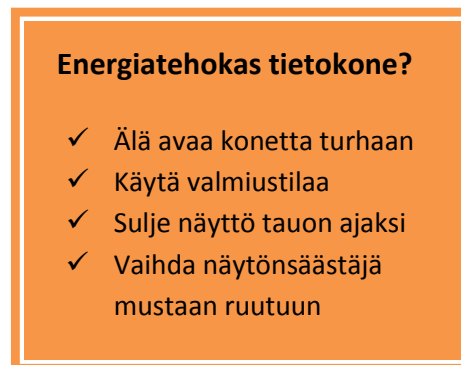 Energiatehokas tietokone?
✓ Älä avaa konetta turhaan
✓ Käytä valmiustilaa
✓ Sulje näyttö tauon ajaksi
✓ Vaihda näytönsäästäjä
mustaan ruutuun